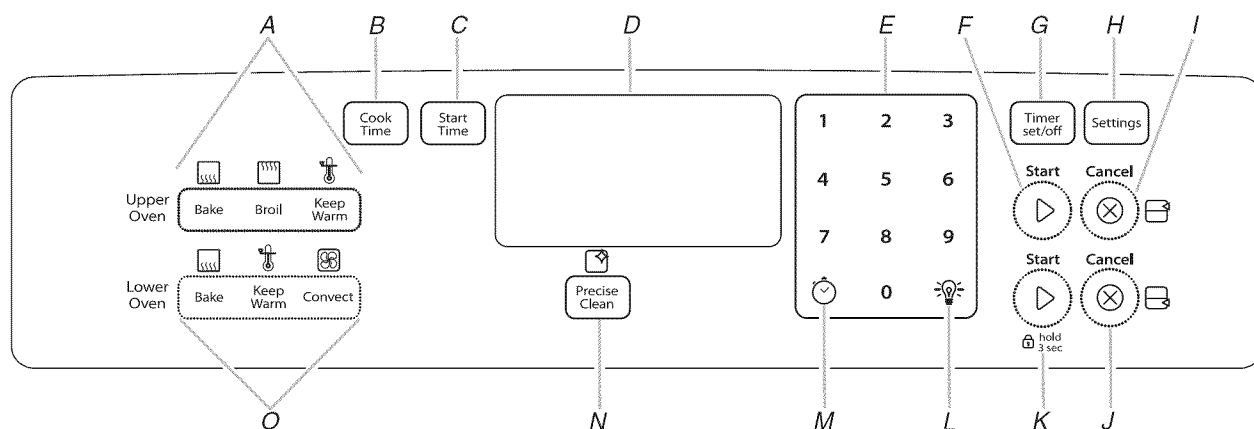 A B C D E F G H I
Cook
Time
Start
Time
1 2 3
4 5 6
7 8 9
0
Timer
set/off
Settings
Start Cancel
Upper
Oven
Bake Broil Keep
Warm
Lower
Oven
Bake Keep
Warm Convect
Precise
Clean
Start Cancel
hold
3 sec
O N M L K J